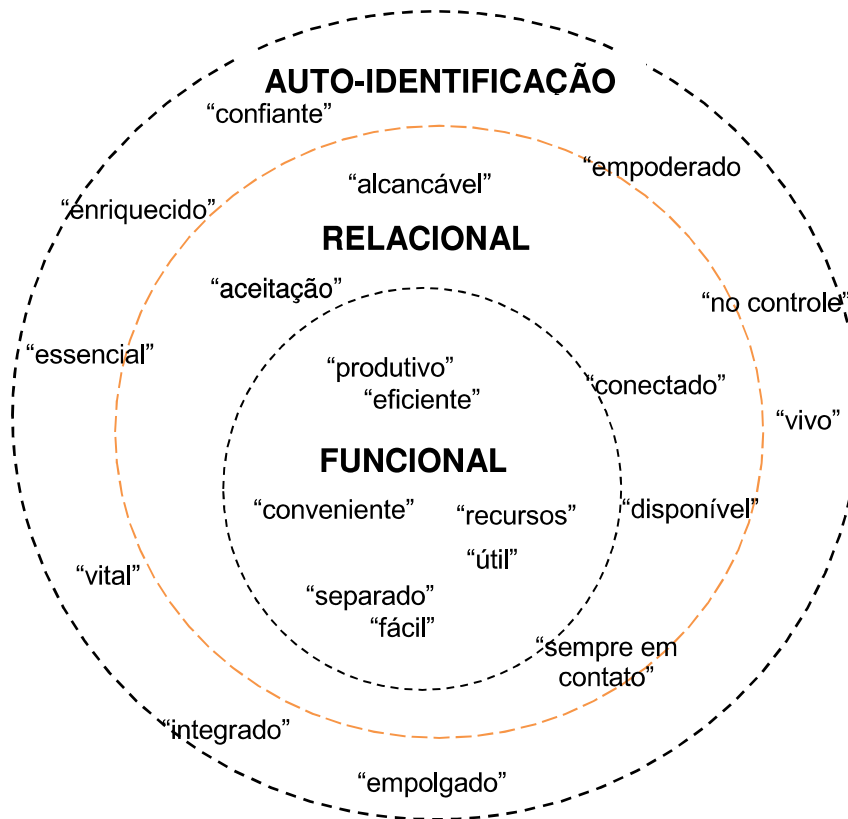 AUTO-IDENTIFICAÇÃO
“confiante”
“empoderado
“alcancável”
“enriquecido”
RELACIONAL
“aceitação”
“no controle”
“essencial”
“produtivo”
“eficiente”
“conectado”
“vivo”
FUNCIONAL
“conveniente”
“recursos”
“disponível”
“útil”
“vital”
“separado”
“fácil”
“sempre em
contato”
“integrado”
“empolgado”